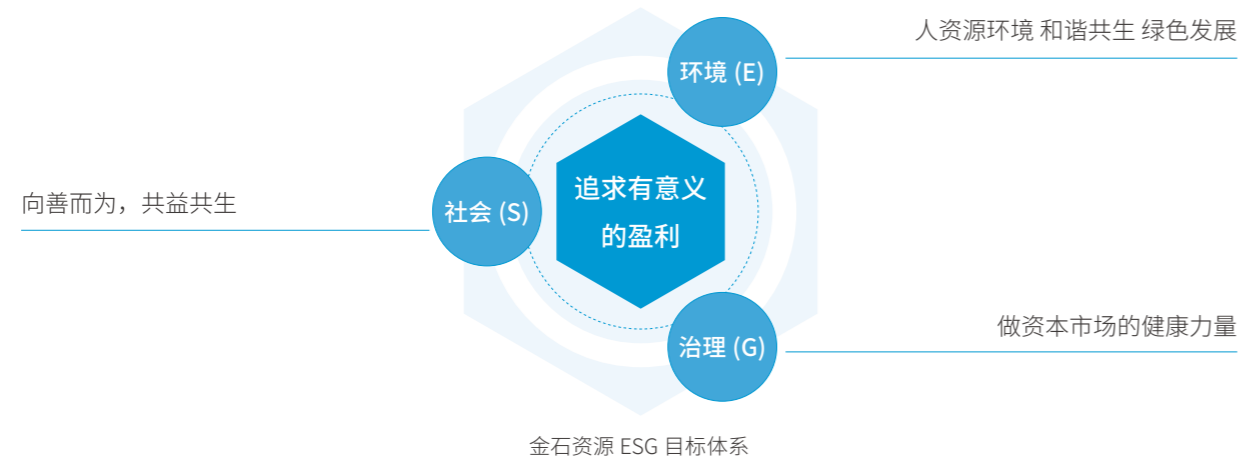 人资源环境 和谐共生 绿色发展
环境 (E)
追求有意义
的盈利
向善而为，共益共生
社会 (S)
做资本市场的健康力量
治理 (G)
金石资源 ESG 目标体系